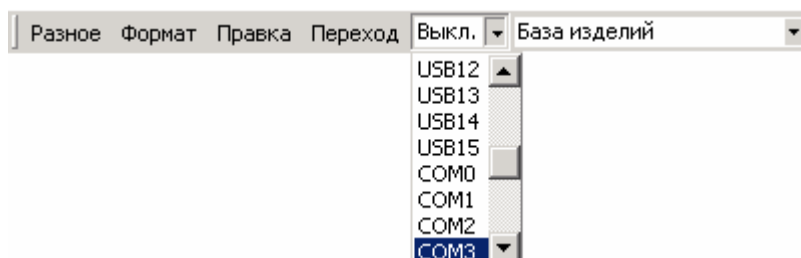 Разное Формат Правка Переход Выкл. База изделий
USB12
USB13
USB14
USB15
COM0
COM1
COM2
COM3